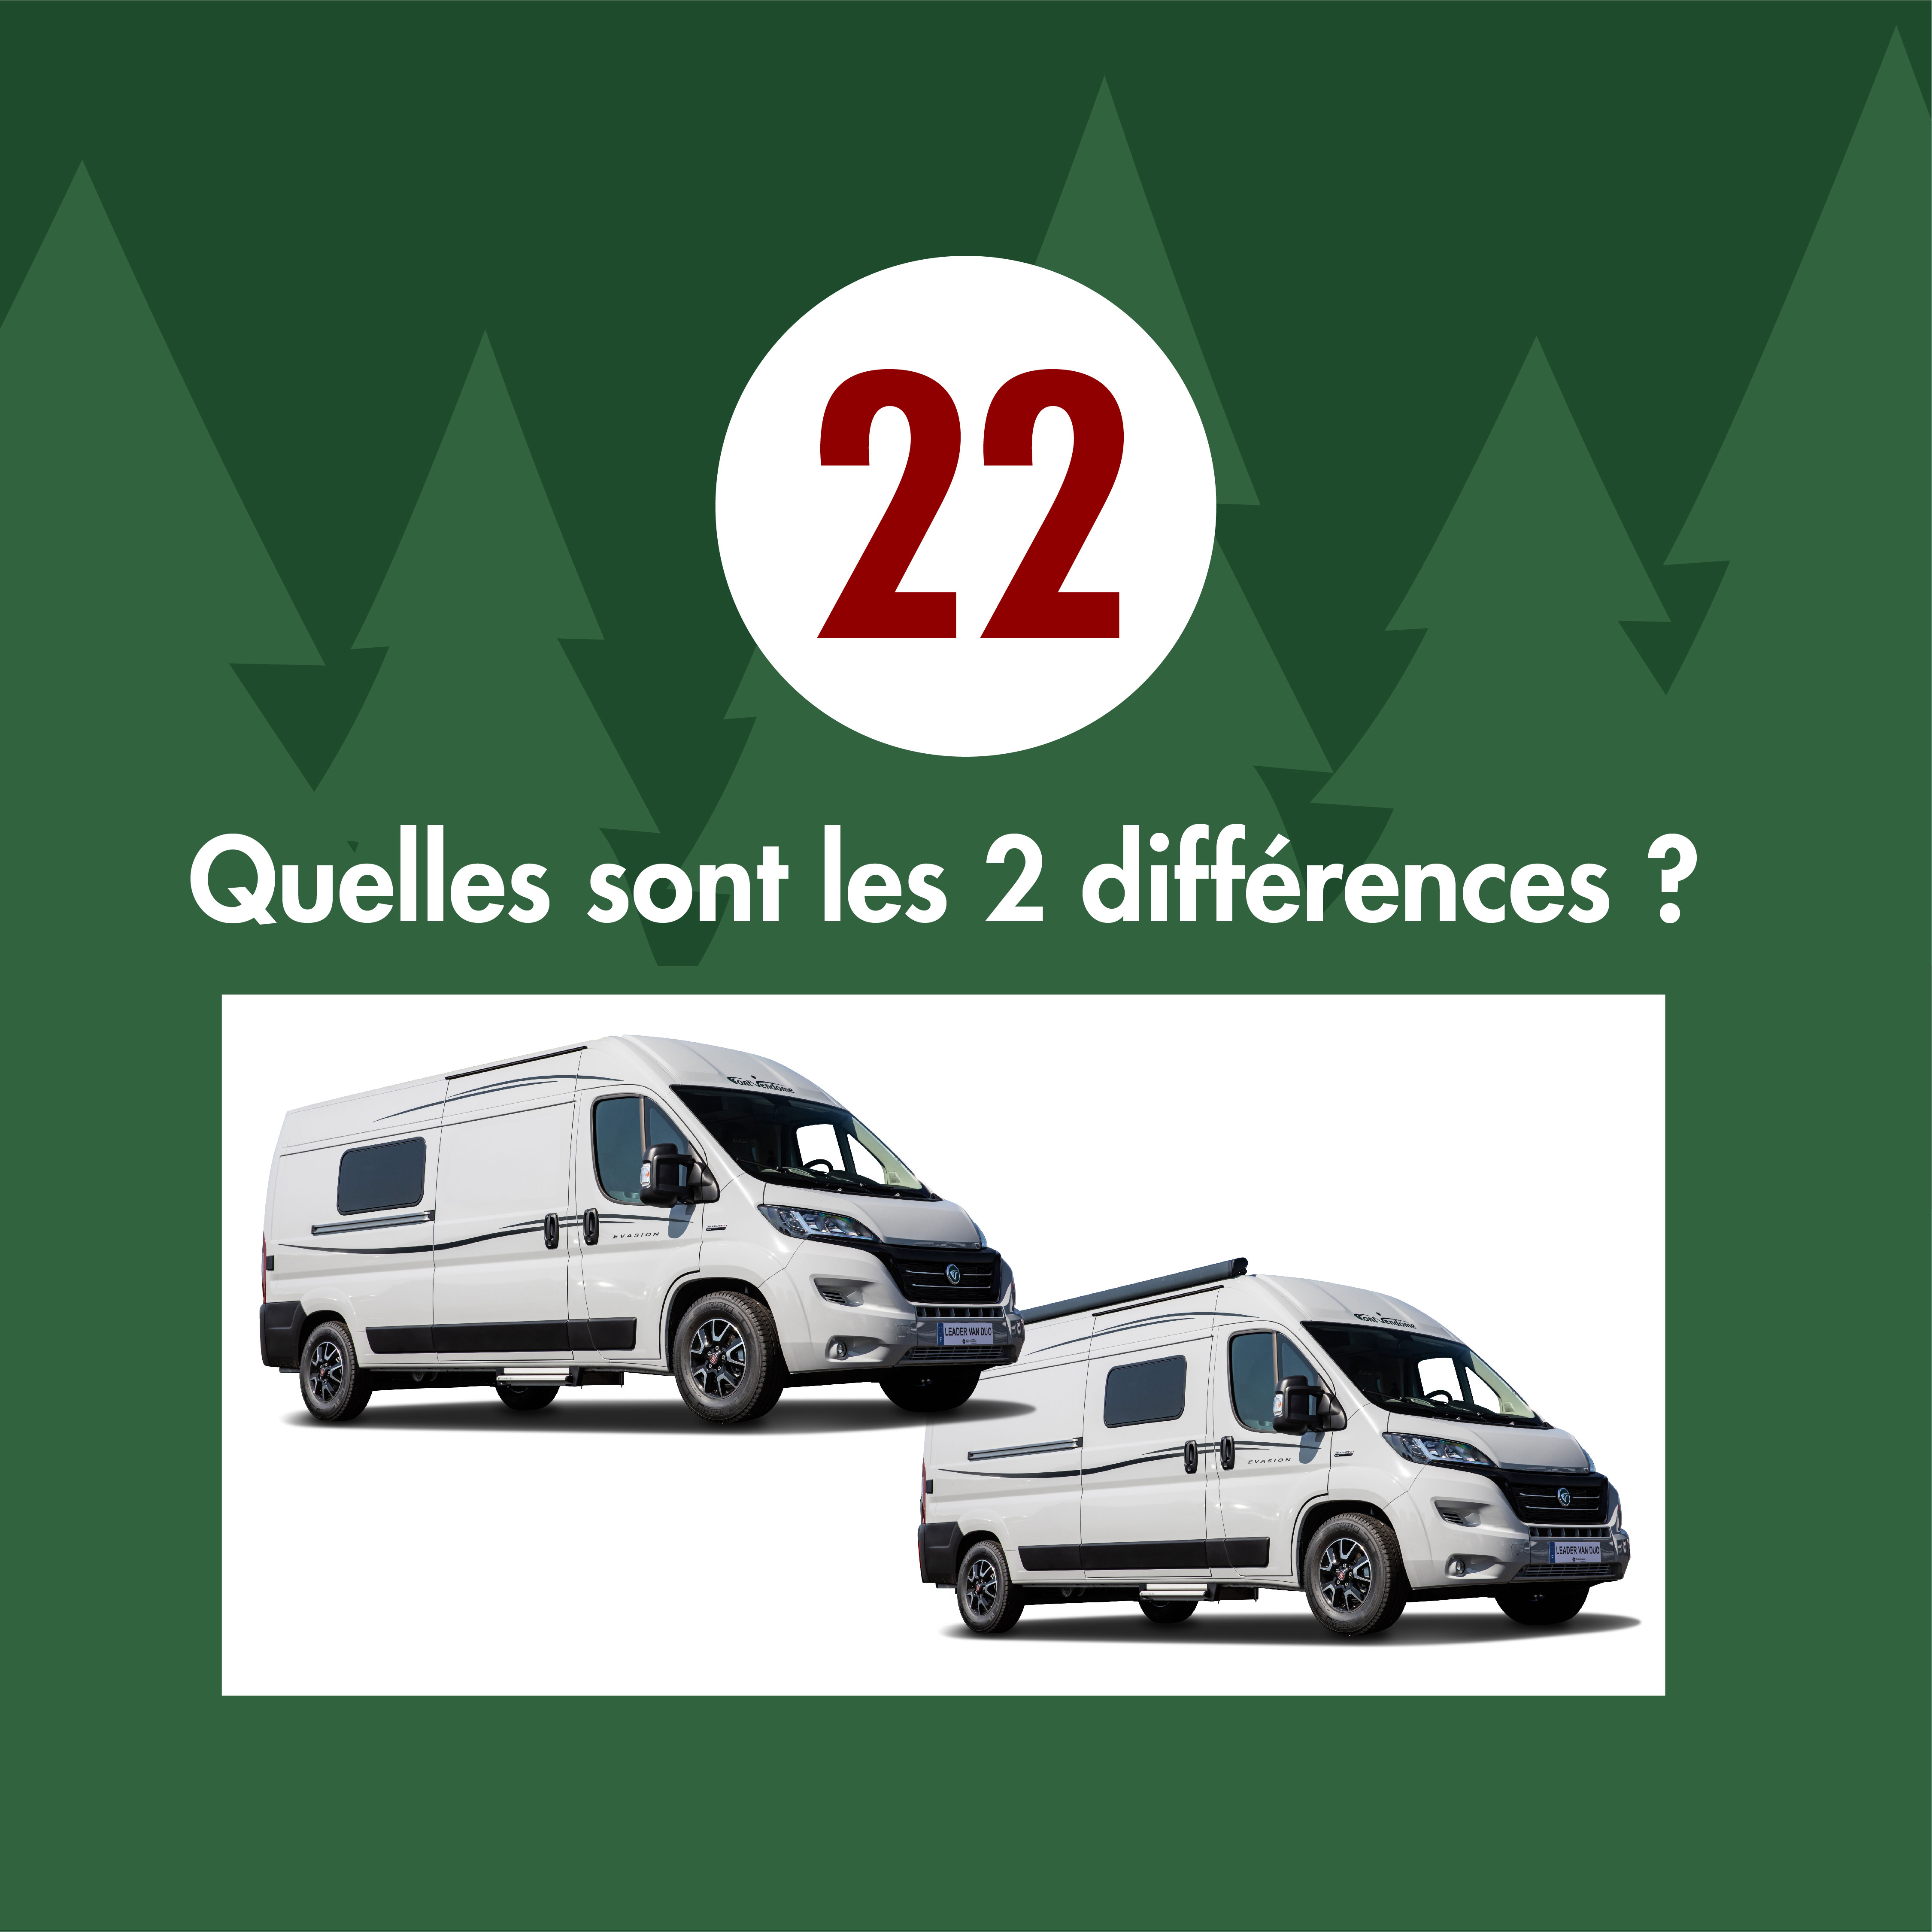 22
Quelles sont les 2 différences ?
Font Vendôme
EVASION
LEADER VAN DUO
Font Vendôme
EVASION
LEADER VAN DUO